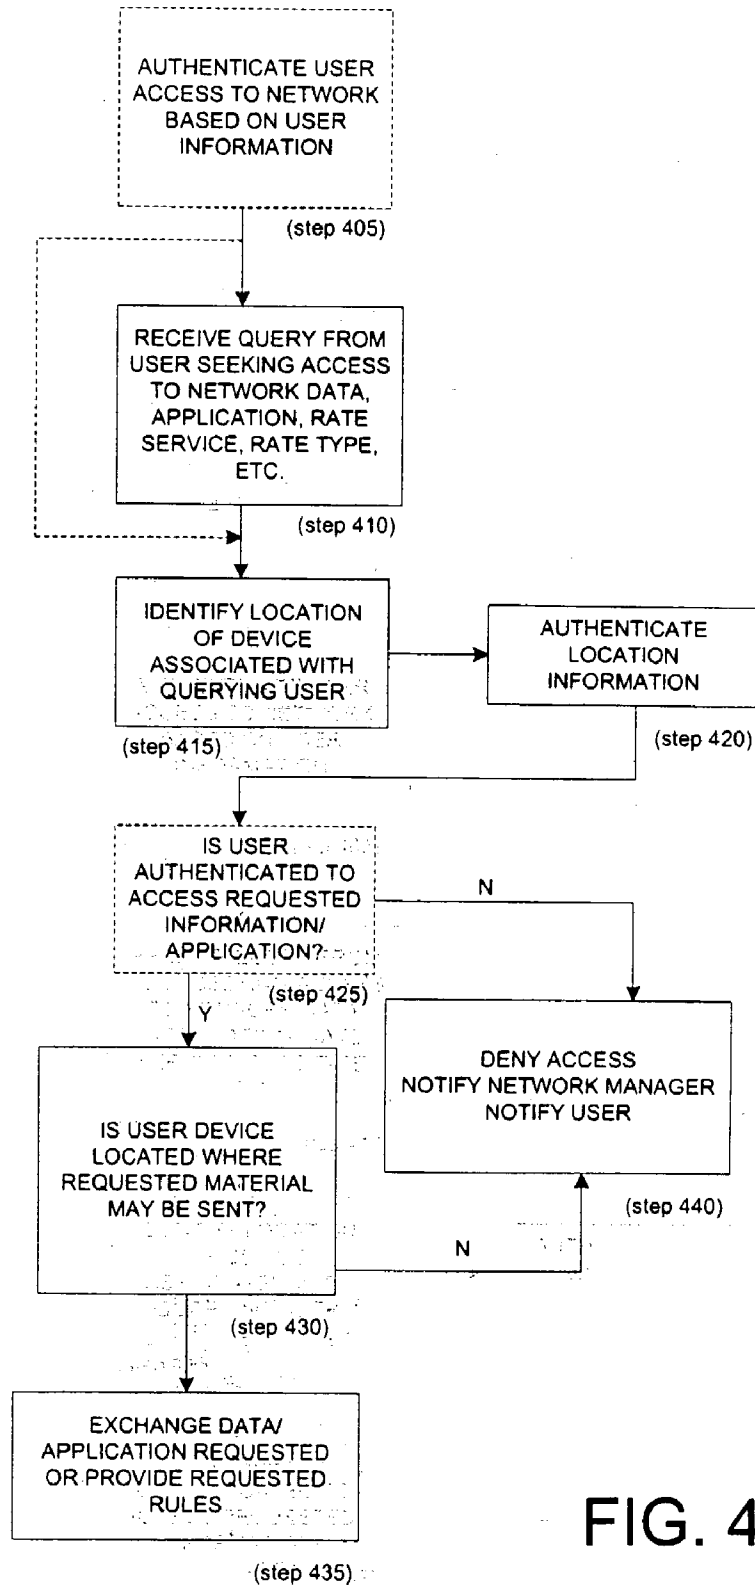 AUTHENTICATE USER
ACCESS TO NETWORK
BASED ON USER
INFORMATION
(step 405)
RECEIVE QUERY FROM
USER SEEKING ACCESS
TO NETWORK DATA,
APPLICATION, RATE
SERVICE, RATE TYPE,
ETC.
(step 410)
IDENTIFY LOCATION
OF DEVICE
ASSOCIATED WITH
QUERYING USER
(step 415)
AUTHENTICATE
LOCATION
INFORMATION
(step 420)
IS USER
AUTHENTICATED TO
ACCESS REQUESTED
INFORMATION/
APPLICATION?
(step 425)
N
Y
DENY ACCESS
NOTIFY NETWORK MANAGER
NOTIFY USER
(step 440)
IS USER DEVICE
LOCATED WHERE
REQUESTED MATERIAL
MAY BE SENT?
N
(step 430)
EXCHANGE DATA/
APPLICATION REQUESTED
OR PROVIDE REQUESTED
RULES
(step 435)
FIG. 4